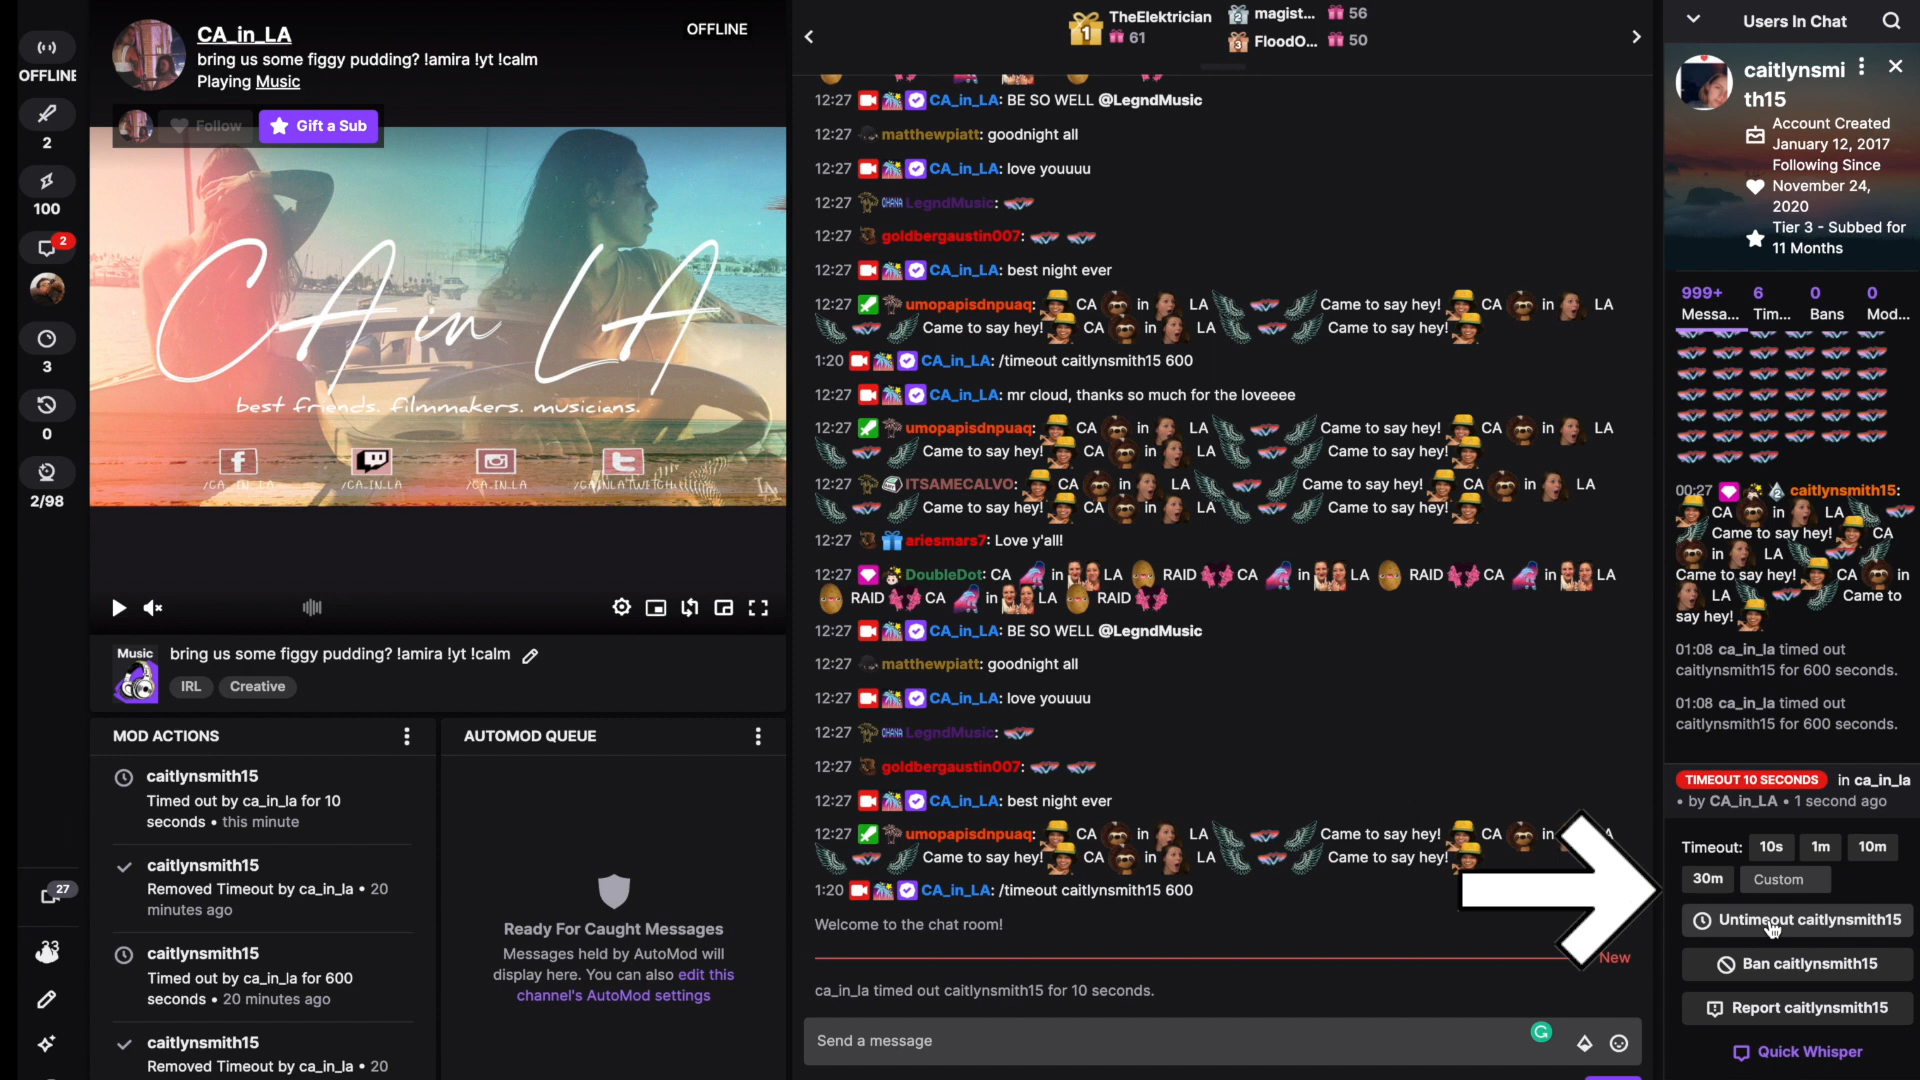 OFFLINE
2
100
2
3
0
2/98
27
33
CA_in_LA
bring us some figgy pudding? !amira !yt !calm
Playing Music
OFFLINE
Follow
Gift a Sub
CA in LA
best friends. filmmakers. musicians.
/CA.IN.LA
/CA.IN.LA
Music
bring us some figgy pudding? !amira !yt !calm
IRL Creative
MOD ACTIONS
caitlynsmith15
Timed out by ca_in_la for 10
seconds • this minute
caitlynsmith15
Removed Timeout by ca_in_la • 20
minutes ago
caitlynsmith15
Timed out by ca_in_la for 600
seconds • 20 minutes ago
caitlynsmith15
Removed Timeout by ca_in_la • 20
AUTOMOD QUEUE
Ready For Caught Messages
Messages held by AutoMod will
display here. You can also edit this
channel's AutoMod settings
1 TheElektrician
61
2 magist... 56
3 FloodO... 50
12:27 CA_in_LA: BE SO WELL @LegndMusic
12:27 matthewpiatt: goodnight all
12:27 CA_in_LA: love youuuu
12:27 OHANA LegndMusic:
12:27 goldbergaustin007:
12:27 CA_in_LA: best night ever
12:27 umopapisdnpuaq: CA in LA Came to say hey! CA in LA
Came to say hey! CA in LA Came to say hey!
1:20 CA_in_LA: /timeout caitlynsmith15 600
12:27 CA_in_LA: mr cloud, thanks so much for the loveeee
12:27 umopapisdnpuaq: CA in LA Came to say hey! CA in LA
Came to say hey! CA in LA Came to say hey!
12:27 ITSAMECALVO: CA in LA Came to say hey! CA in LA
Came to say hey! CA in LA Came to say hey!
12:27 ariesmars7: Love y'all!
12:27 DoubleDot: CA in LA RAID CA in LA RAID CA in LA
RAID CA in LA RAID
12:27 CA_in_LA: BE SO WELL @LegndMusic
12:27 matthewpiatt: goodnight all
12:27 CA_in_LA: love youuuu
12:27 OHANA LegndMusic:
12:27 goldbergaustin007:
12:27 CA_in_LA: best night ever
12:27 umopapisdnpuaq: CA in LA Came to say hey! CA in
Came to say hey! CA in LA Came to say hey!
1:20 CA_in_LA: /timeout caitlynsmith15 600
Welcome to the chat room!
New
ca_in_la timed out caitlynsmith15 for 10 seconds.
Send a message
Users In Chat
caitlynsmi
th15
Account Created
January 12, 2017
Following Since
November 24,
2020
Tier 3 - Subbed for
11 Months
999+ 6 0 0
Messa... Tim... Bans Mod...
00:27 2 caitlynsmith15:
CA in LA
Came to say hey! CA
in LA
Came to say hey! CA in
LA Came to
say hey!
01:08 ca_in_la timed out
caitlynsmith15 for 600 seconds.
01:08 ca_in_la timed out
caitlynsmith15 for 600 seconds.
TIMEOUT 10 SECONDS in ca_in_la
• by CA_in_LA • 1 second ago
Timeout: 10s 1m 10m
30m Custom
Untimeout caitlynsmith15
Ban caitlynsmith15
Report caitlynsmith15
Quick Whisper